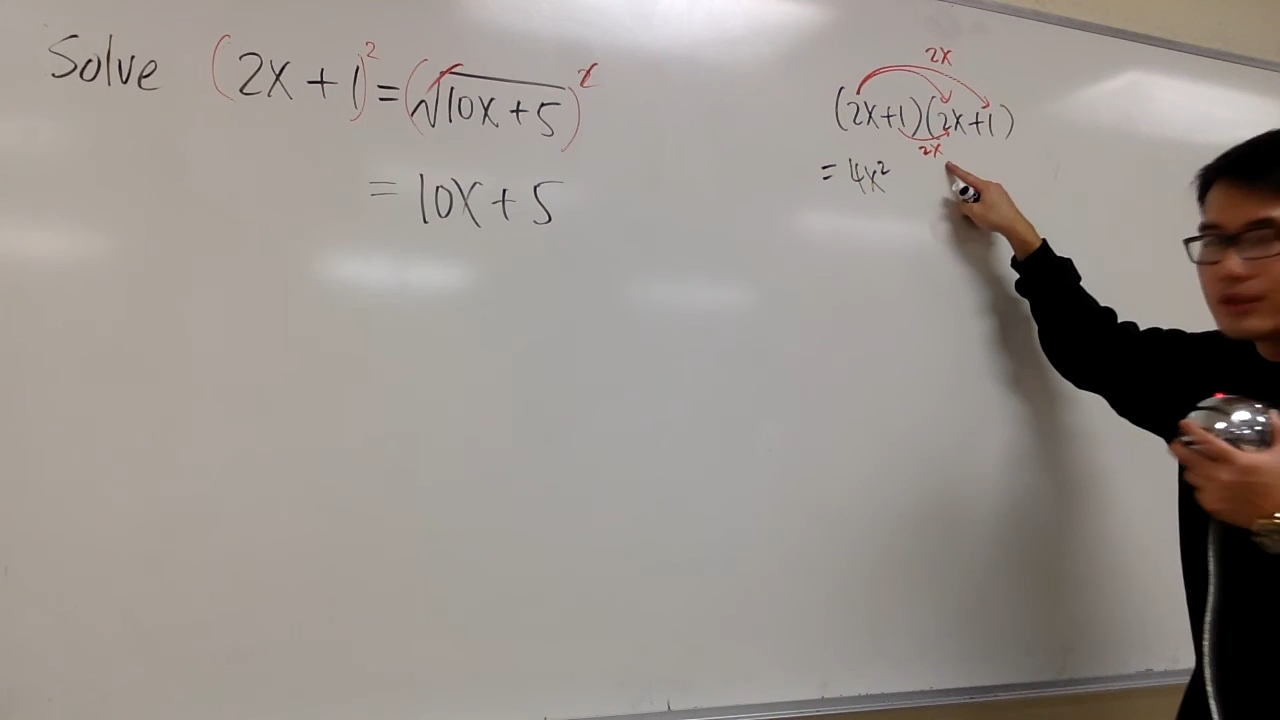 Solve (2x+1)²=(√10x+5)²
= 10x+5
2x
(2x+1)(2x+1)
2x
= 4x²